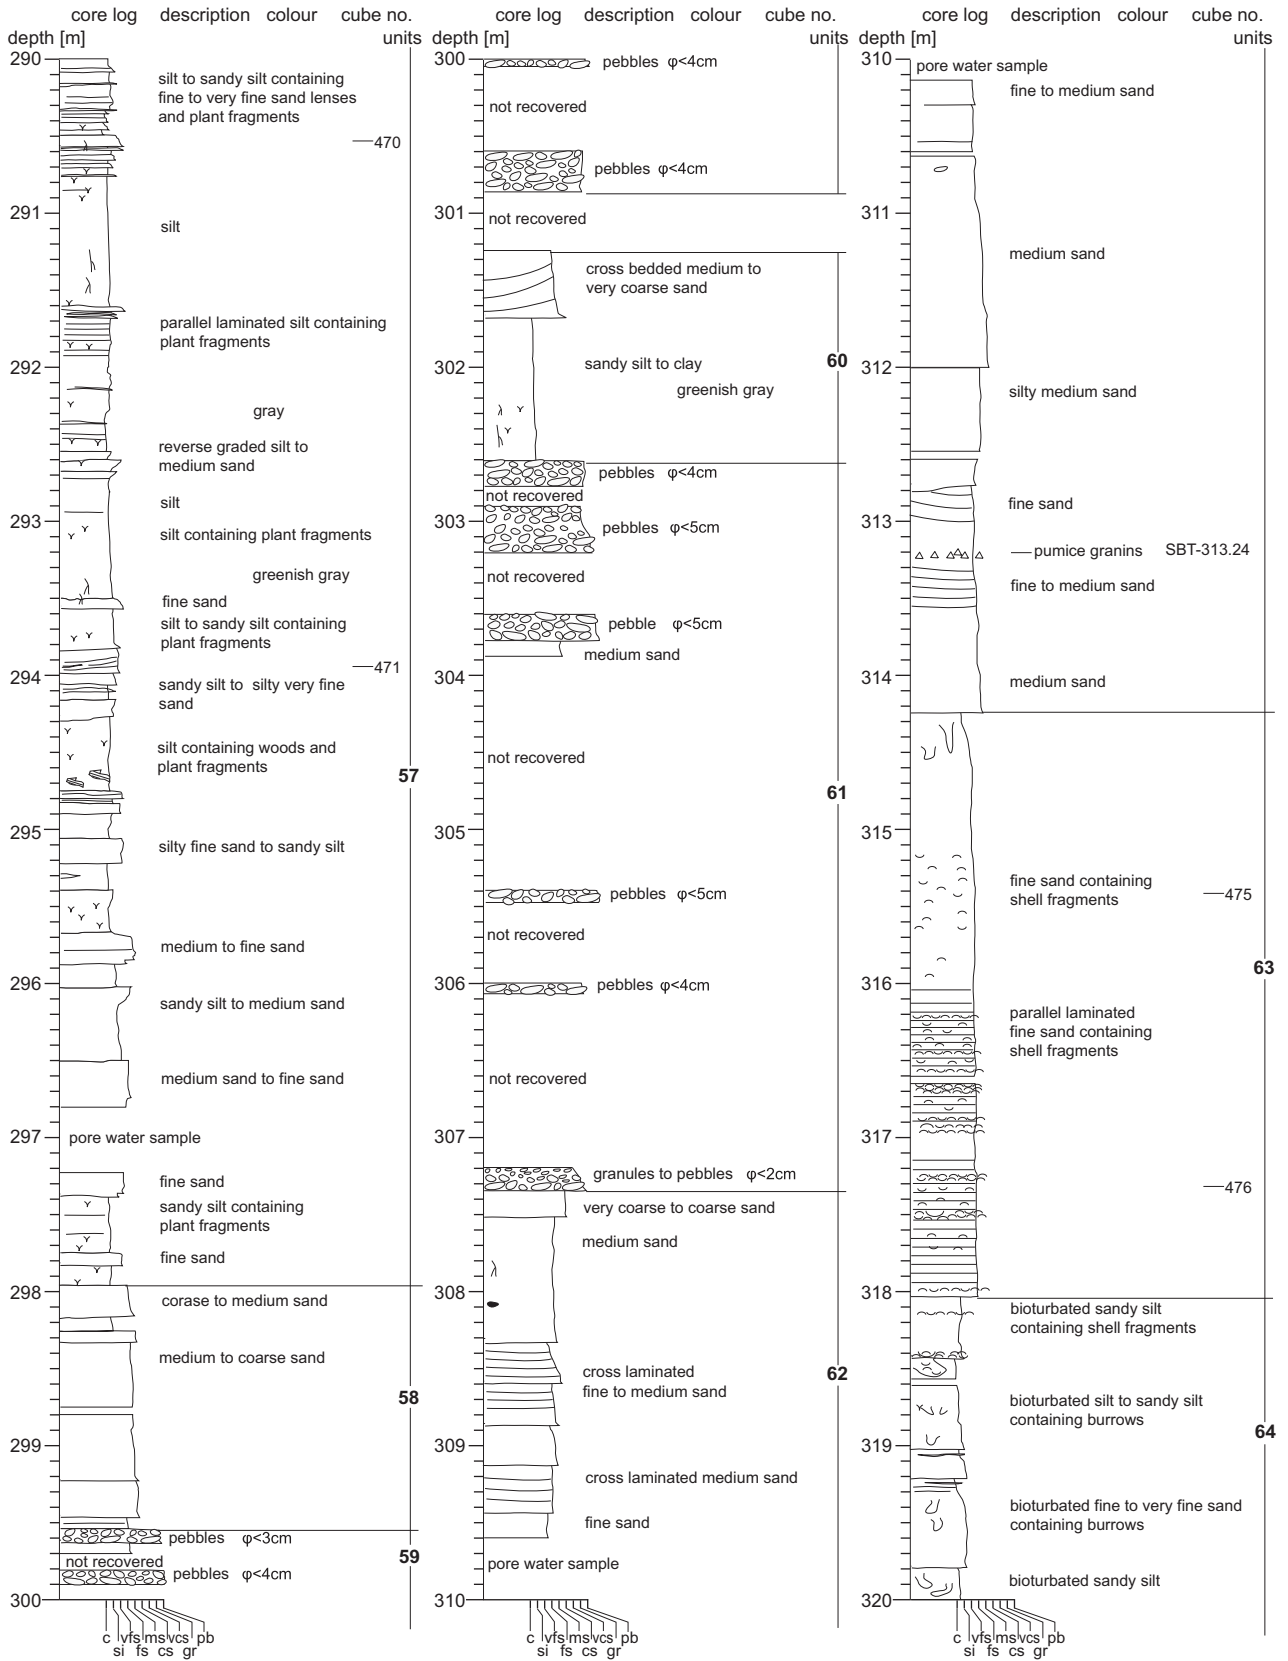 core log description colour cube no.
depth [m] units
290
silt to sandy silt containing
fine to very fine sand lenses
and plant fragments
470
291
silt
parallel laminated silt containing
plant fragments
292
gray
reverse graded silt to
medium sand
silt
293
silt containing plant fragments
greenish gray
fine sand
silt to sandy silt containing
plant fragments
471
294
sandy silt to silty very fine
sand
silt containing woods and
plant fragments
57
295
silty fine sand to sandy silt
medium to fine sand
296
sandy silt to medium sand
medium sand to fine sand
297
pore water sample
fine sand
sandy silt containing
plant fragments
fine sand
298
corase to medium sand
medium to coarse sand
58
299
pebbles φ<3cm
not recovered
59
pebbles φ<4cm
300
c vfs ms vcs pb
si fs cs gr
core log description colour cube no.
depth [m] units
300
pebbles φ<4cm
not recovered
pebbles φ<4cm
301
not recovered
cross bedded medium to
very coarse sand
60
302
sandy silt to clay
greenish gray
pebbles φ<4cm
not recovered
303
pebbles φ<5cm
not recovered
pebble φ<5cm
medium sand
304
not recovered
61
305
pebbles φ<5cm
not recovered
306
pebbles φ<4cm
not recovered
307
granules to pebbles φ<2cm
very coarse to coarse sand
medium sand
308
cross laminated
fine to medium sand
62
309
cross laminated medium sand
fine sand
pore water sample
310
c vfs ms vcs pb
si fs cs gr
core log description colour cube no.
depth [m] units
310
pore water sample
fine to medium sand
311
medium sand
312
silty medium sand
fine sand
313
pumice granins SBT-313.24
fine to medium sand
314
medium sand
315
fine sand containing
shell fragments
475
63
316
parallel laminated
fine sand containing
shell fragments
317
476
318
bioturbated sandy silt
containing shell fragments
bioturbated silt to sandy silt
containing burrows
64
319
bioturbated fine to very fine sand
containing burrows
bioturbated sandy silt
320
c vfs ms vcs pb
si fs cs gr